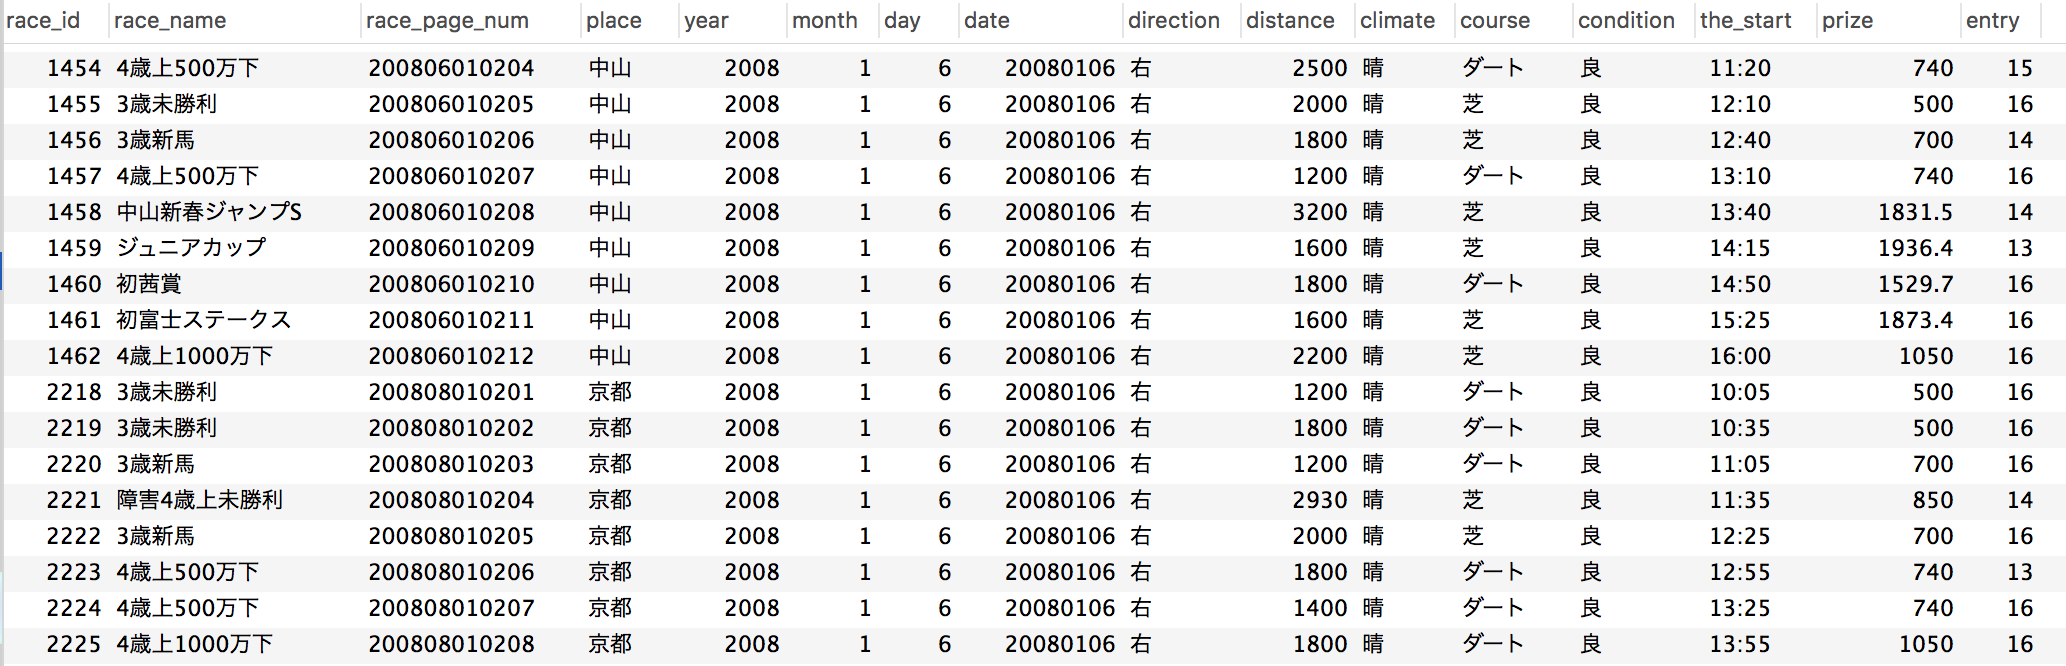 race_id race_name race_page_num place year month day date direction distance climate course condition the_start prize entry
1454 4歳上500万下 200806010204 中山 2008 1 6 20080106 右 2500 晴 ダート 良 11:20 740 15
1455 3歳未勝利 200806010205 中山 2008 1 6 20080106 右 2000 晴 芝 良 12:10 500 16
1456 3歳新馬 200806010206 中山 2008 1 6 20080106 右 1800 晴 芝 良 12:40 700 14
1457 4歳上500万下 200806010207 中山 2008 1 6 20080106 右 1200 晴 ダート 良 13:10 740 16
1458 中山新春ジャンプS 200806010208 中山 2008 1 6 20080106 右 3200 晴 芝 良 13:40 1831.5 14
1459 ジュニアカップ 200806010209 中山 2008 1 6 20080106 右 1600 晴 芝 良 14:15 1936.4 13
1460 初茜賞 200806010210 中山 2008 1 6 20080106 右 1800 晴 ダート 良 14:50 1529.7 16
1461 初富士ステークス 200806010211 中山 2008 1 6 20080106 右 1600 晴 芝 良 15:25 1873.4 16
1462 4歳上1000万下 200806010212 中山 2008 1 6 20080106 右 2200 晴 芝 良 16:00 1050 16
2218 3歳未勝利 200808010201 京都 2008 1 6 20080106 右 1200 晴 ダート 良 10:05 500 16
2219 3歳未勝利 200808010202 京都 2008 1 6 20080106 右 1800 晴 ダート 良 10:35 500 16
2220 3歳新馬 200808010203 京都 2008 1 6 20080106 右 1200 晴 ダート 良 11:05 700 16
2221 障害4歳上未勝利 200808010204 京都 2008 1 6 20080106 右 2930 晴 芝 良 11:35 850 14
2222 3歳新馬 200808010205 京都 2008 1 6 20080106 右 2000 晴 芝 良 12:25 700 16
2223 4歳上500万下 200808010206 京都 2008 1 6 20080106 右 1800 晴 ダート 良 12:55 740 13
2224 4歳上500万下 200808010207 京都 2008 1 6 20080106 右 1400 晴 ダート 良 13:25 740 16
2225 4歳上1000万下 200808010208 京都 2008 1 6 20080106 右 1800 晴 ダート 良 13:55 1050 16